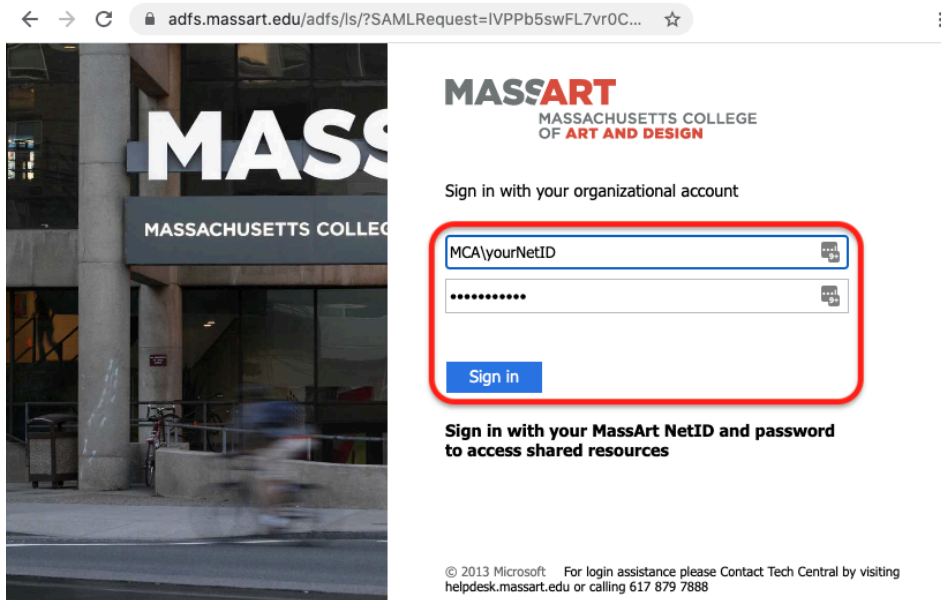 adfs.massart.edu/adfs/ls/?SAMLRequest=lVPPb5swFL7vr0C...
MASS
MASSACHUSETTS COLLEG
MASSART
MASSACHUSETTS COLLEGE
OF ART AND DESIGN
Sign in with your organizational account
MCA\yourNetID
•••••••••••
Sign in
Sign in with your MassArt NetID and password
to access shared resources
© 2013 Microsoft For login assistance please Contact Tech Central by visiting
helpdesk.massart.edu or calling 617 879 7888